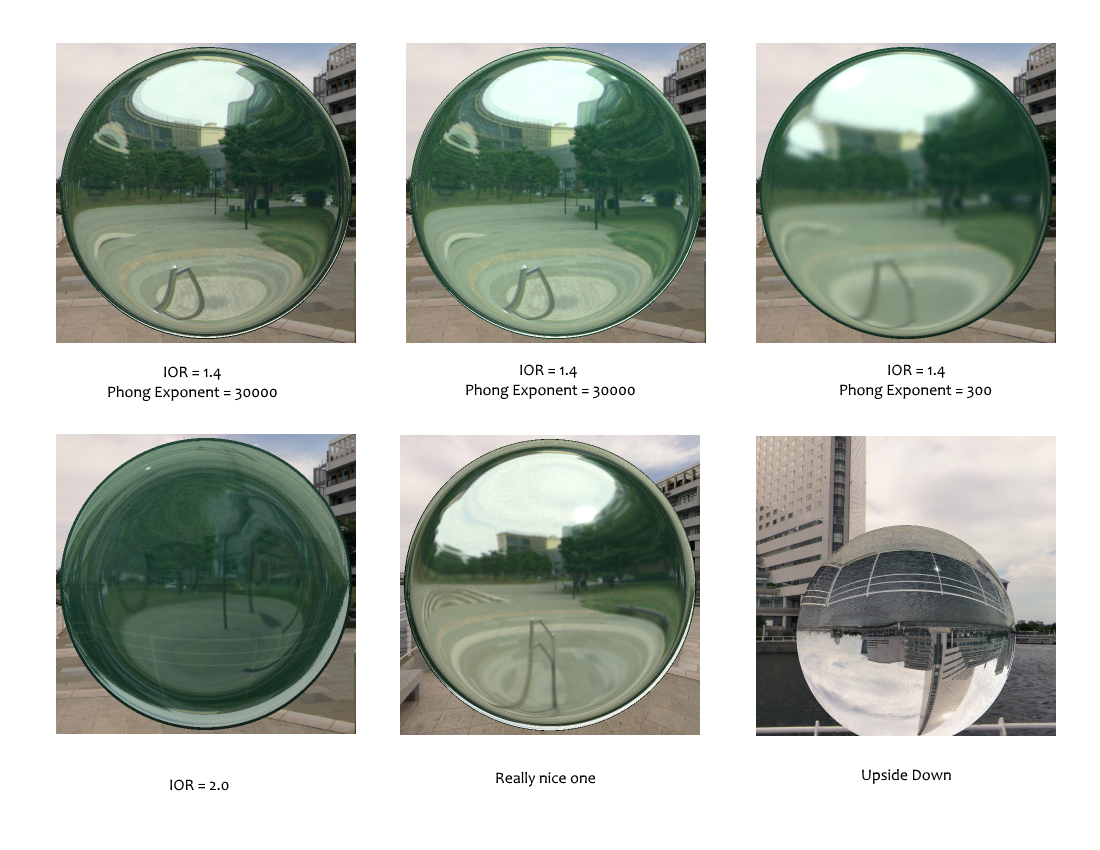 IOR = 1.4
Phong Exponent = 30000
IOR = 1.4
Phong Exponent = 30000
IOR = 1.4
Phong Exponent = 300
IOR = 2.0
Really nice one
Upside Down